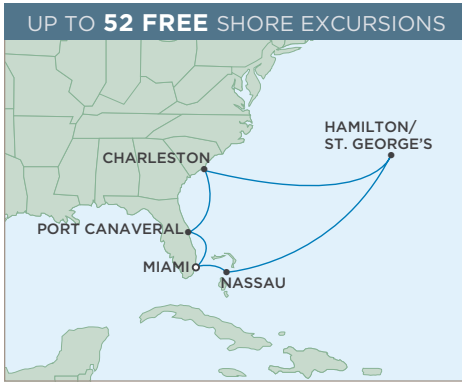 UP TO 52 FREE SHORE EXCURSIONS
HAMILTON/
ST. GEORGE'S
CHARLESTON
PORT CANAVERAL
MIAMI
NASSAU